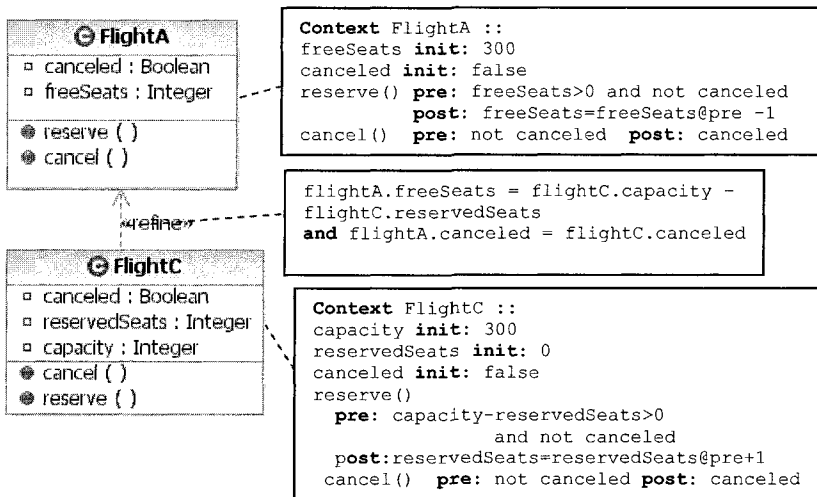 FlightA
canceled : Boolean
freeSeats : Integer
reserve ( )
cancel ( )
Context FlightA ::
freeSeats init: 300
canceled init: false
reserve() pre: freeSeats>0 and not canceled
post: freeSeats=freeSeats@pre -1
cancel() pre: not canceled post: canceled
«refine»
flightA.freeSeats = flightC.capacity -
flightC.reservedSeats
and flightA.canceled = flightC.canceled
FlightC
canceled : Boolean
reservedSeats : Integer
capacity : Integer
cancel ( )
reserve ( )
Context FlightC ::
capacity init: 300
reservedSeats init: 0
canceled init: false
reserve()
pre: capacity-reservedSeats>0
and not canceled
post:reservedSeats=reservedSeats@pre+1
cancel() pre: not canceled post: canceled